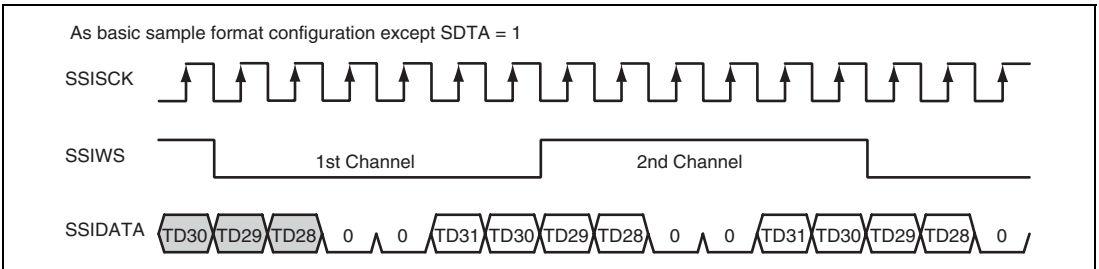 As basic sample format configuration except SDTA = 1
SSISCK
SSIWS 1st Channel 2nd Channel
SSIDATA TD30 TD29 TD28 0 0 TD31 TD30 TD29 TD28 0 0 TD31 TD30 TD29 TD28 0